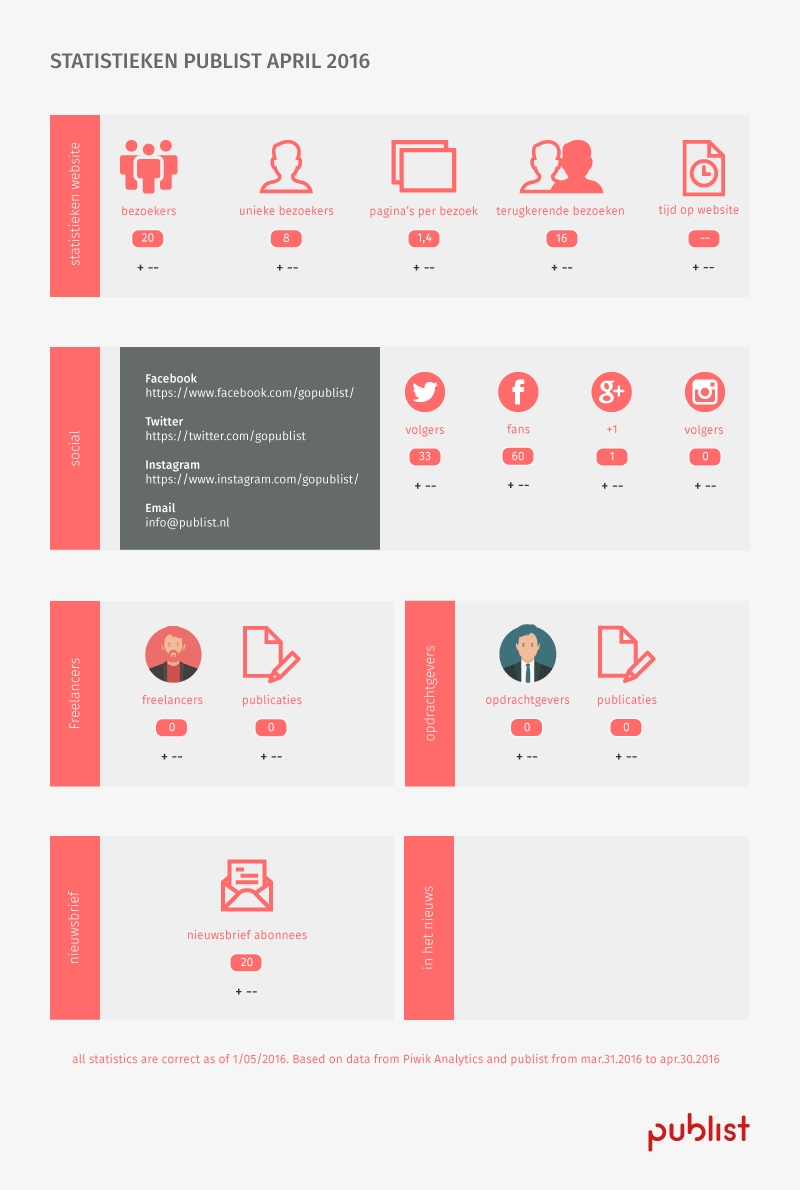 STATISTIEKEN PUBLIST APRIL 2016
statistieken website
bezoekers
unieke bezoekers
pagina's per bezoek
terugkerende bezoeken
tijd op website
20
8
1,4
16
--
+ --
+ --
+ --
+ --
+ --
social
Facebook
https://www.facebook.com/gopublist/
Twitter
https://twitter.com/gopublist
Instagram
https://www.instagram.com/gopublist/
Email
info@publist.nl
g+
volgers
fans
+1
volgers
33
60
1
0
+ --
+ --
+ --
+ --
Freelancers
freelancers
publicaties
0
0
+ --
+ --
opdrachtgevers
opdrachtgevers
publicaties
0
0
+ --
+ --
nieuwsbrief
nieuwsbrief abonnees
20
+ --
in het nieuws
all statistics are correct as of 1/05/2016. Based on data from Piwik Analytics and publist from mar.31.2016 to apr.30.2016
publist